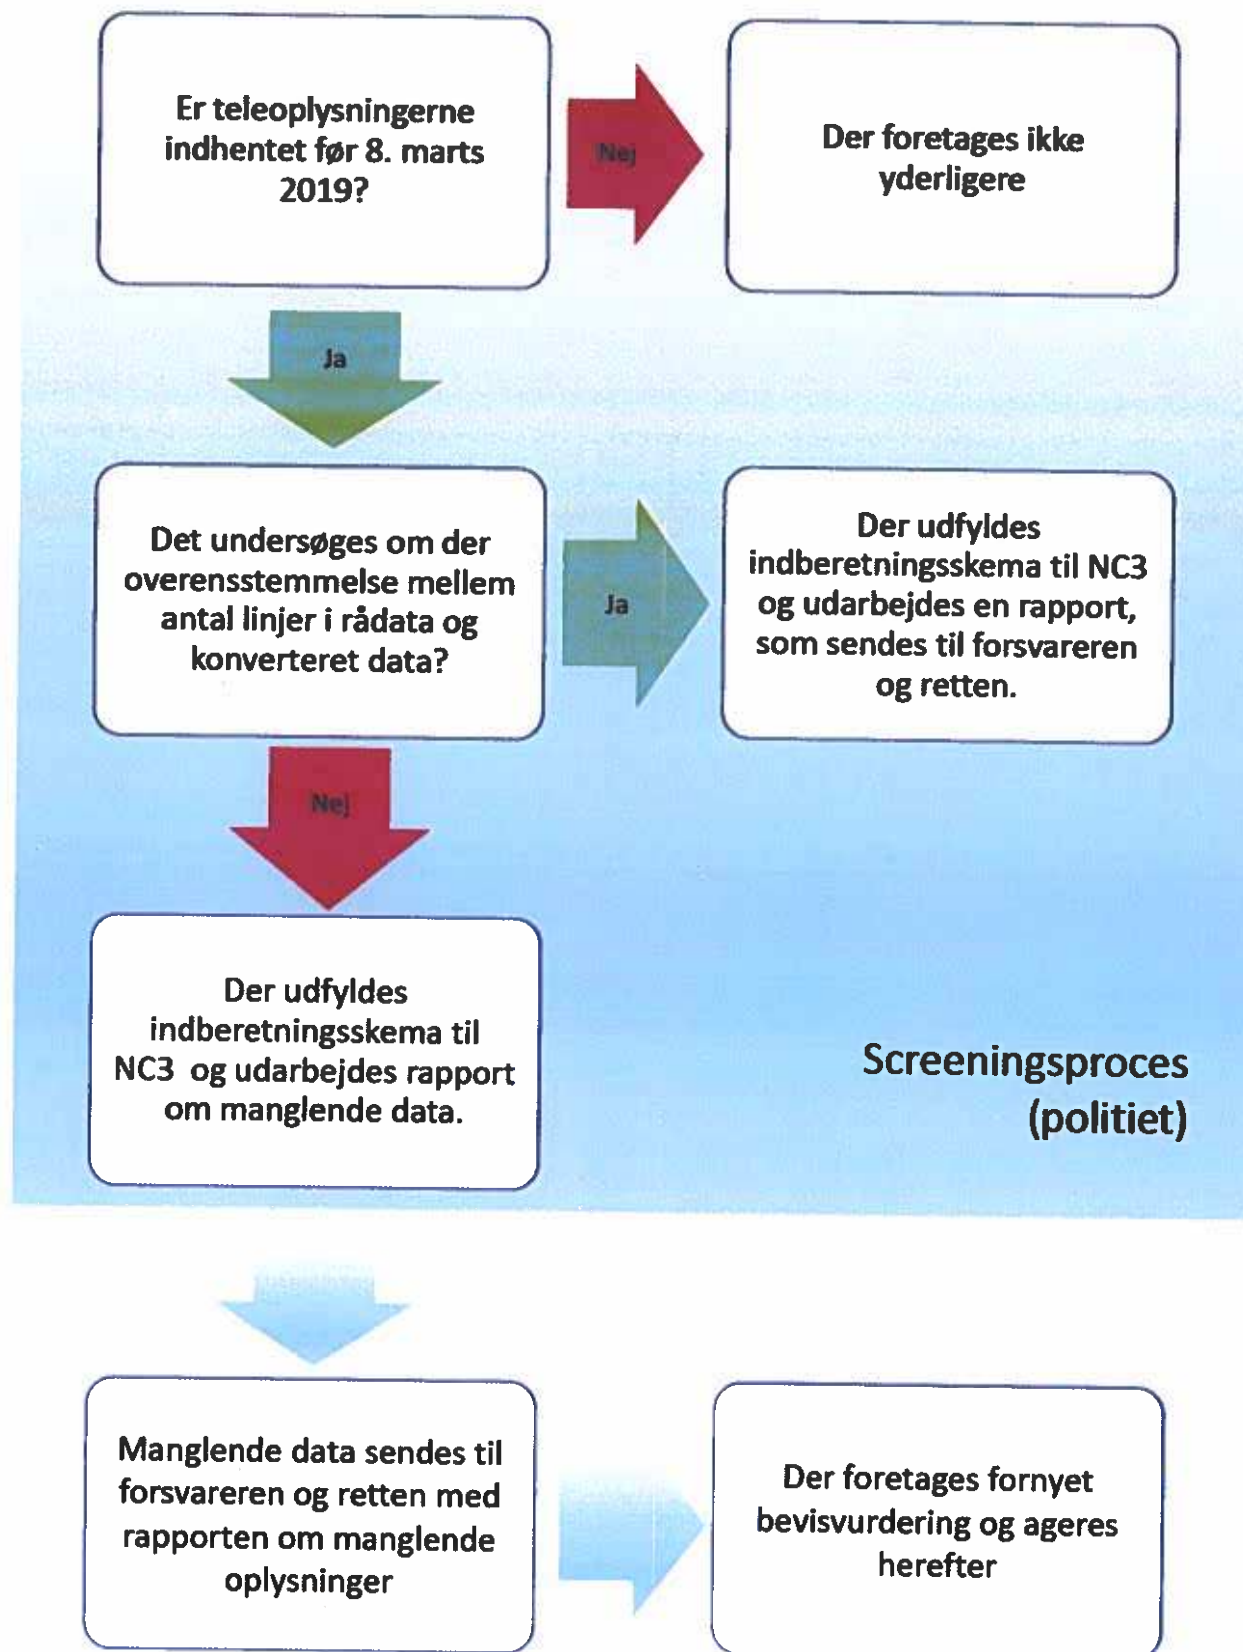 Er teleoplysningerne
indhentet før 8. marts
2019?
Nej
Der foretages ikke
yderligere
Ja
Det undersøges om der
overensstemmelse mellem
antal linjer i rådata og
konverteret data?
Ja
Der udfyldes
indberetningsskema til NC3
og udarbejdes en rapport,
som sendes til forsvareren
og retten.
Nej
Der udfyldes
indberetningsskema til
NC3 og udarbejdes rapport
om manglende data.
Screeningsproces
(politiet)
Manglende data sendes til
forsvareren og retten med
rapporten om manglende
oplysninger
Der foretages fornyet
bevisvurdering og ageres
herefter